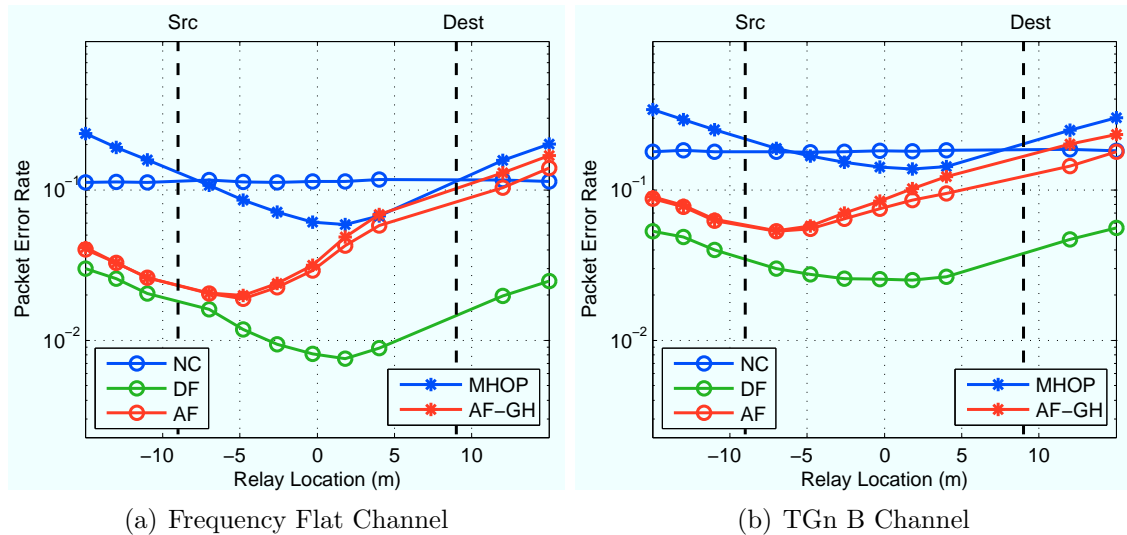 Src Dest
Packet Error Rate
10⁻¹
10⁻²
NC
DF
AF
MHOP
AF−GH
−10 −5 0 5 10
Relay Location (m)
(a) Frequency Flat Channel
Src Dest
Packet Error Rate
10⁻¹
10⁻²
NC
DF
AF
MHOP
AF−GH
−10 −5 0 5 10
Relay Location (m)
(b) TGn B Channel